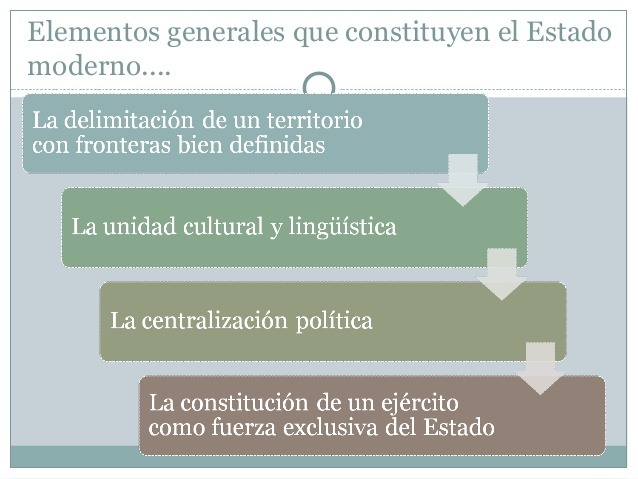 Elementos generales que constituyen el Estado
moderno....
La delimitación de un territorio
con fronteras bien definidas
La unidad cultural y lingüística
La centralización política
La constitución de un ejército
como fuerza exclusiva del Estado